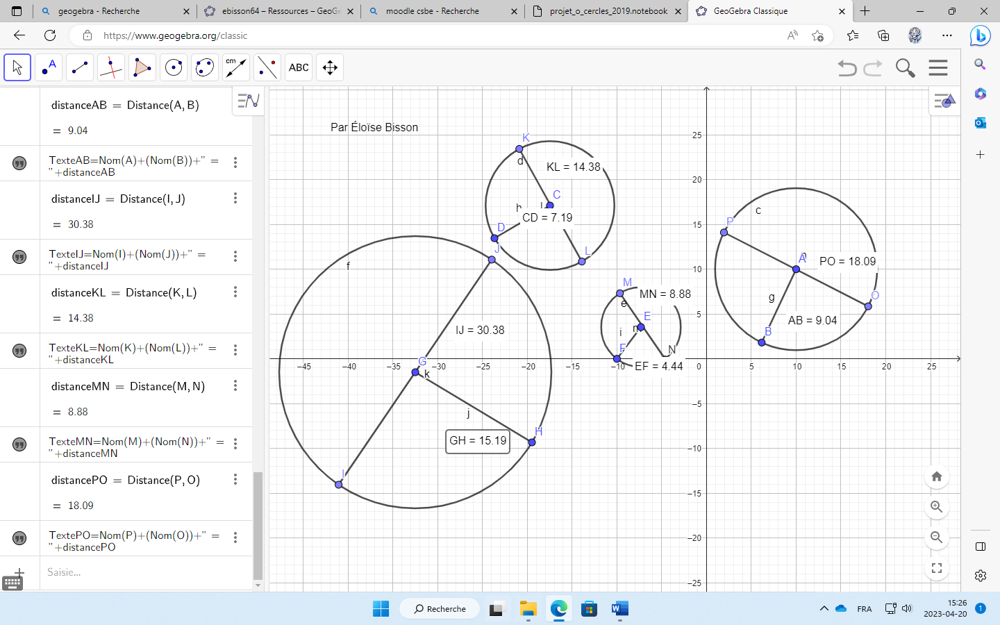 geogebra - Recherche
ebisson64 – Ressources – GeoGe
moodle csbe - Recherche
projet_o_cercles_2019.notebook
GeoGebra Classique
https://www.geogebra.org/classic
A
cm
ABC
distanceAB = Distance(A, B)
= 9.04
TexteAB=Nom(A)+(Nom(B))+" =
"+distanceAB
distanceIJ = Distance(I, J)
= 30.38
TexteIJ=Nom(I)+(Nom(J))+" =
"+distanceIJ
distanceKL = Distance(K, L)
= 14.38
TexteKL=Nom(K)+(Nom(L))+" =
"+distanceKL
distanceMN = Distance(M, N)
= 8.88
TexteMN=Nom(M)+(Nom(N))+" =
"+distanceMN
distancePO = Distance(P, O)
= 18.09
TextePO=Nom(P)+(Nom(O))+" =
"+distancePO
Saisie...
Par Éloïse Bisson
K
d
KL = 14.38
C
h
CD = 7.19
D
J
L
f
IJ = 30.38
G
k
j
GH = 15.19
H
I
M
MN = 8.88
e
E
i
F
N
EF = 4.44
c
P
A
PO = 18.09
O
g
AB = 9.04
B
25
20
15
10
5
−45 −40 −35 −30 −25 −20 −15 −10 0 5 10 15 20 25
−5
−10
−15
−20
−25
Recherche
FRA
15:26
2023-04-20
1